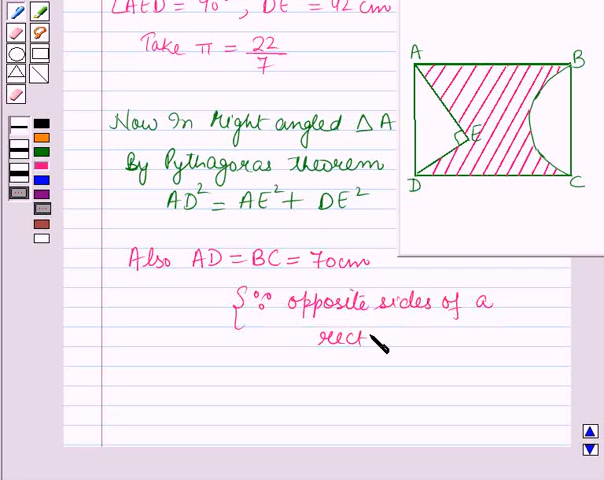 ∠AED = 90°, DE = 42 cm
Take π = 22/7
Now In Right angled △ A
By Pythagoras theorem
AD² = AE² + DE²
Also AD = BC = 70cm
{∵ opposite sides of a
rect
A
B
E
D
C